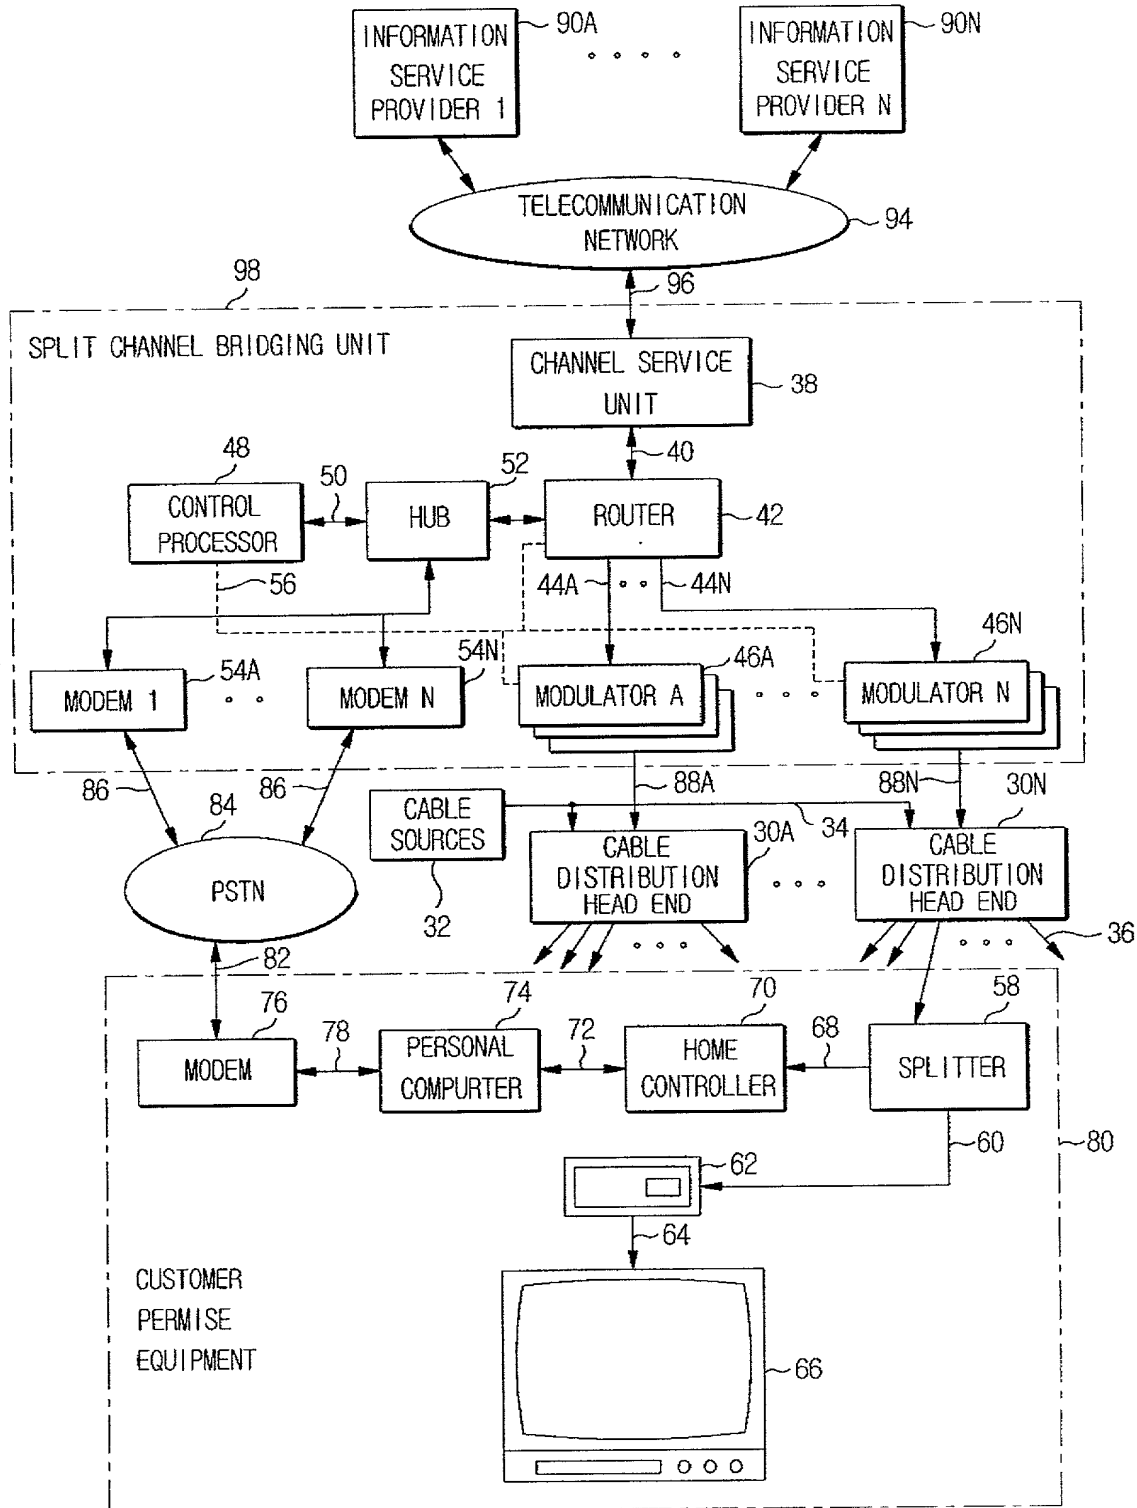 90A
90N
INFORMATION
SERVICE
PROVIDER 1
INFORMATION
SERVICE
PROVIDER N
TELECOMMUNICATION
NETWORK
94
96
98
SPLIT CHANNEL BRIDGING UNIT
CHANNEL SERVICE
UNIT
38
40
48
50
52
CONTROL
PROCESSOR
HUB
ROUTER
42
56
44A
44N
54A
54N
46A
46N
MODEM 1
MODEM N
MODULATOR A
MODULATOR N
86
86
88A
88N
30N
84
CABLE
SOURCES
34
30A
PSTN
32
CABLE
DISTRIBUTION
HEAD END
CABLE
DISTRIBUTION
HEAD END
36
82
76
74
70
58
78
72
68
MODEM
PERSONAL
COMPURTER
HOME
CONTROLLER
SPLITTER
60
80
62
64
CUSTOMER
PERMISE
EQUIPMENT
66